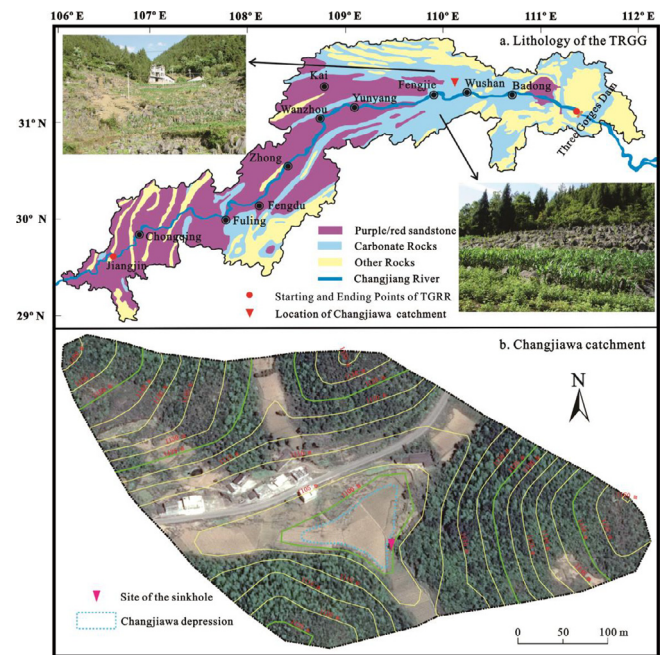 106°E 107°E 108°E 109°E 110°E 111°E 112°E
a. Lithology of the TRGG
31°N
30°N
29°N
Kai
Fengjie
Wushan
Badong
Yunyang
Wanzhou
Three Gorges Dam
Zhong
Fengdu
Fuling
Chongqing
Jiangjin
Purple/red sandstone
Carbonate Rocks
Other Rocks
Changjiang River
Starting and Ending Points of TGRR
Location of Changjiawa catchment
b. Changjiawa catchment
N
Site of the sinkhole
Changjiawa depression
0 100 m